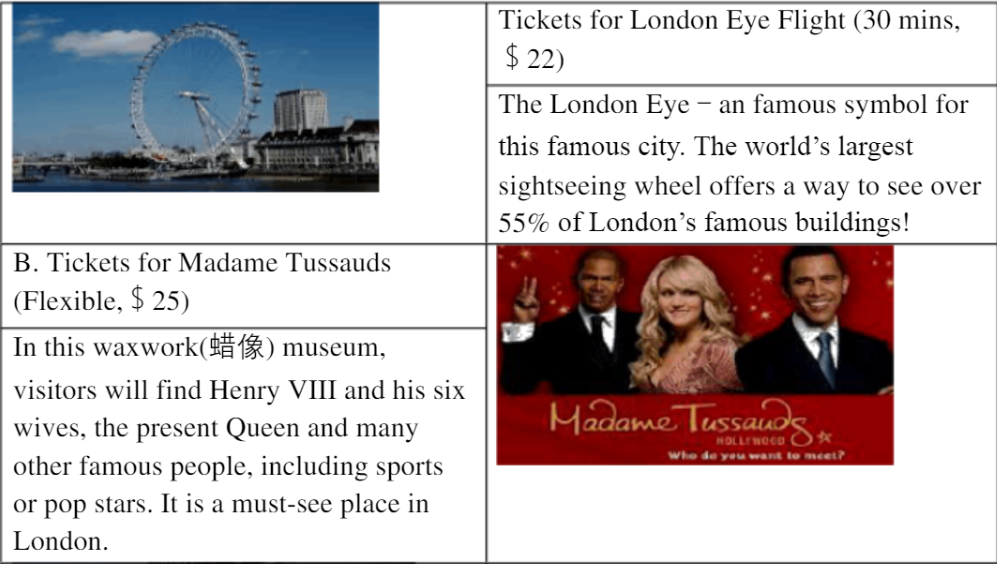 Tickets for London Eye Flight (30 mins,
$ 22)
The London Eye – an famous symbol for
this famous city. The world's largest
sightseeing wheel offers a way to see over
55% of London's famous buildings!
B. Tickets for Madame Tussauds
(Flexible, $ 25)
In this waxwork(蜡像) museum,
visitors will find Henry VIII and his six
wives, the present Queen and many
other famous people, including sports
or pop stars. It is a must-see place in
London.
Madame Tussauds
HOLLYWOOD
Who do you want to meet?